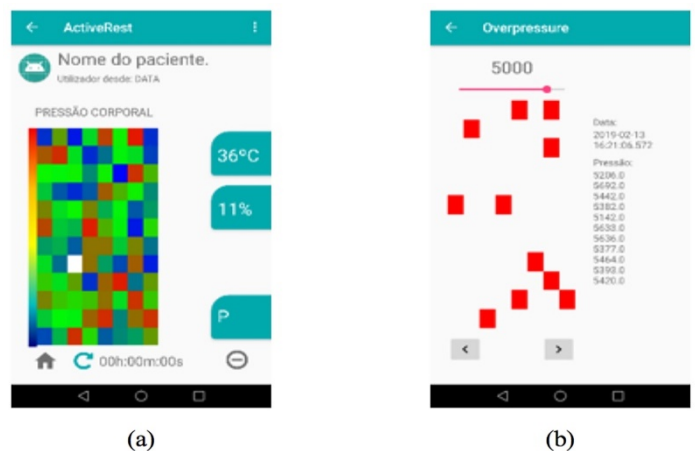 ActiveRest
Nome do paciente.
Utilizador desde: DATA
PRESSÃO CORPORAL
36ºC
11%
P
00h:00m:00s
(a)
Overpressure
5000
Data:
2019-02-13
16:21:06.572
Pressão:
5206.0
5692.0
5442.0
5382.0
5142.0
5633.0
5636.0
5377.0
5464.0
5393.0
5420.0
<
>
(b)